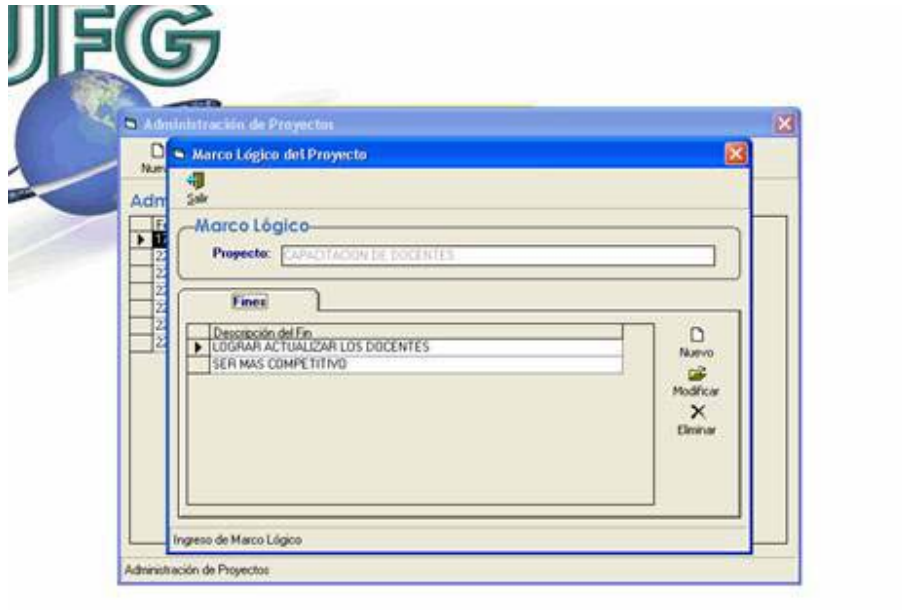 UFG
Administración de Proyectos
Marco Lógico del Proyecto
Salir
Marco Lógico
Proyecto: CAPACITACION DE DOCENTES
Fines
Descripción del Fin
LOGRAR ACTUALIZAR LOS DOCENTES
SER MAS COMPETITIVO
Nuevo
Modificar
Eliminar
Ingreso de Marco Lógico
Administración de Proyectos